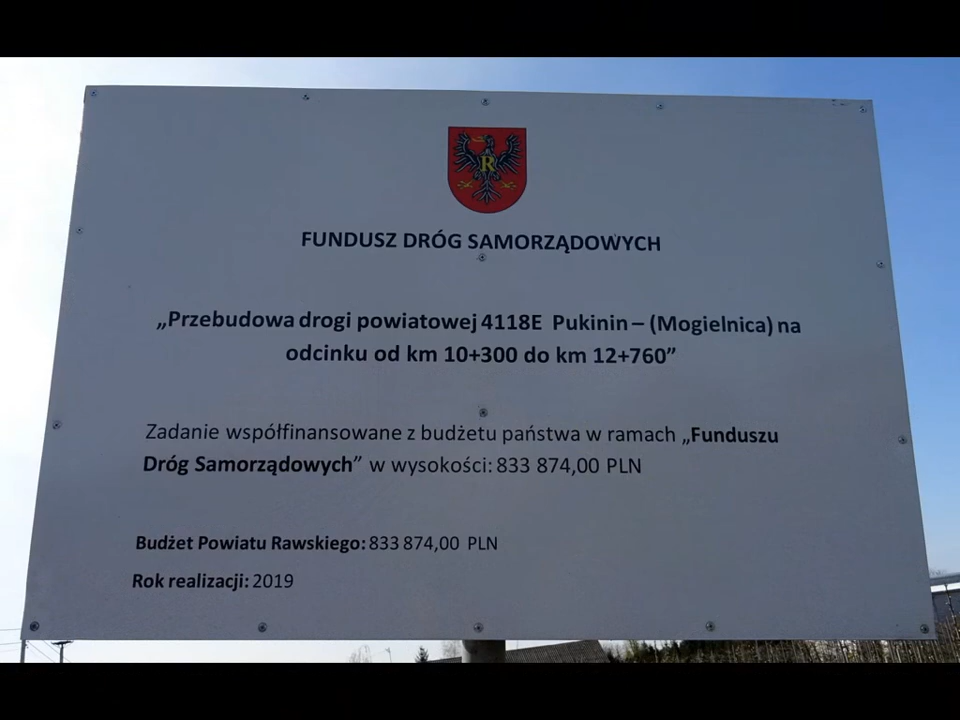 R
FUNDUSZ DRÓG SAMORZĄDOWYCH
„Przebudowa drogi powiatowej 4118E Pukinin – (Mogielnica) na
odcinku od km 10+300 do km 12+760”
Zadanie współfinansowane z budżetu państwa w ramach „Funduszu
Dróg Samorządowych” w wysokości: 833 874,00 PLN
Budżet Powiatu Rawskiego: 833 874,00 PLN
Rok realizacji: 2019